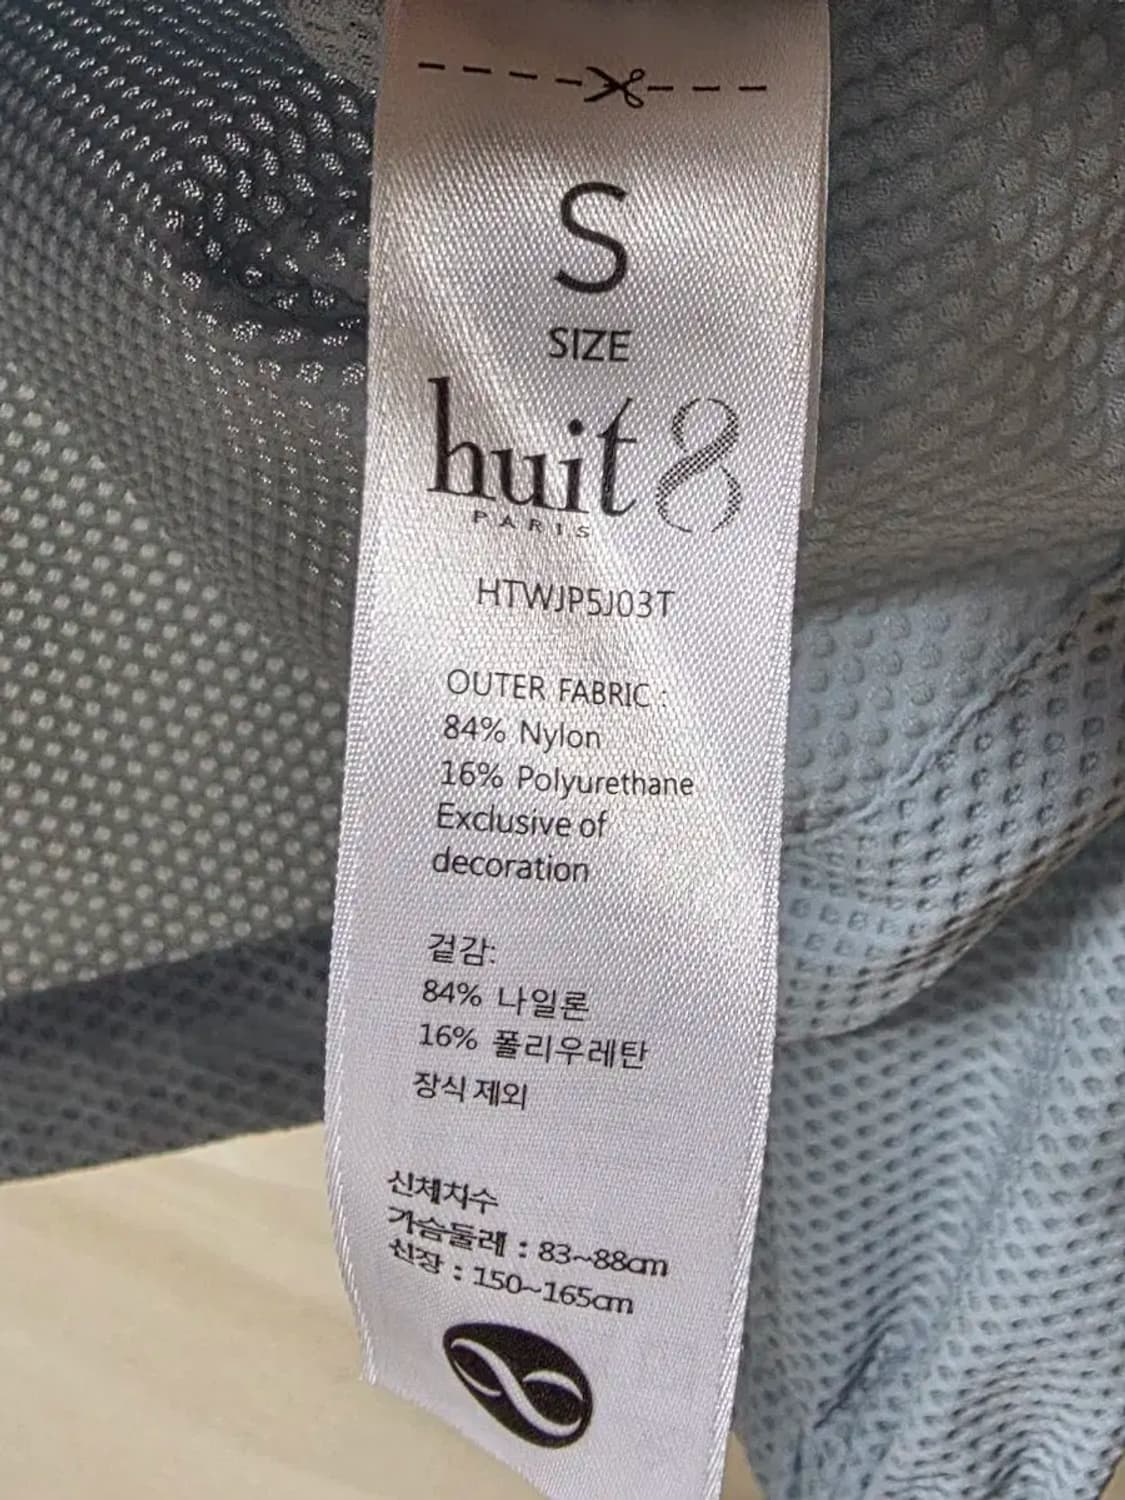 S
SIZE
huit 8
PARIS
HTWJP5J03T
OUTER FABRIC :
84% Nylon
16% Polyurethane
Exclusive of
decoration
겉감:
84% 나일론
16% 폴리우레탄
장식 제외
신체치수
가슴둘레 : 83~88cm
신장 : 150~165cm